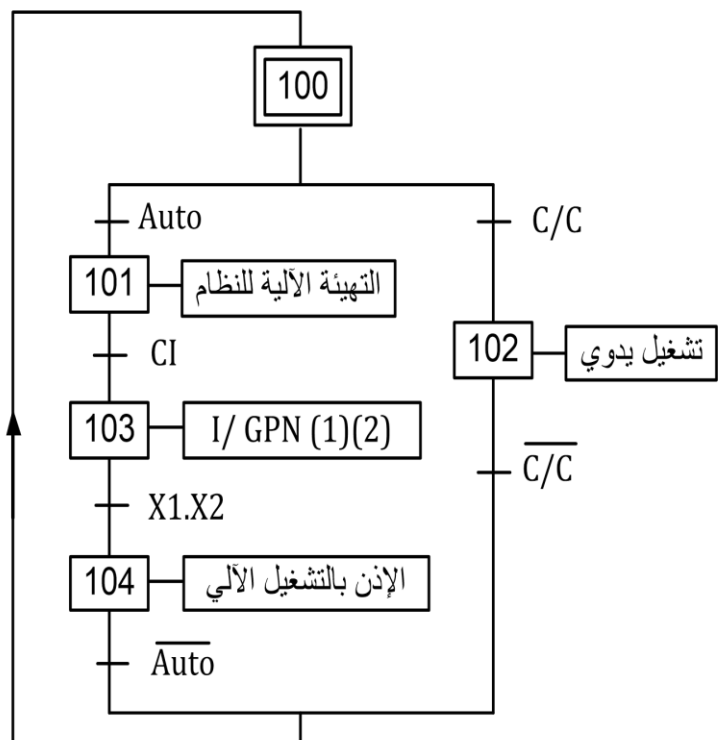 100
Auto
C/C
101
التهيئة الآلية للنظام
CI
102
تشغيل يدوي
103
I/ GPN (1)(2)
C̅/̅C̅
X1.X2
104
الإذن بالتشغيل الآلي
A̅u̅t̅o̅